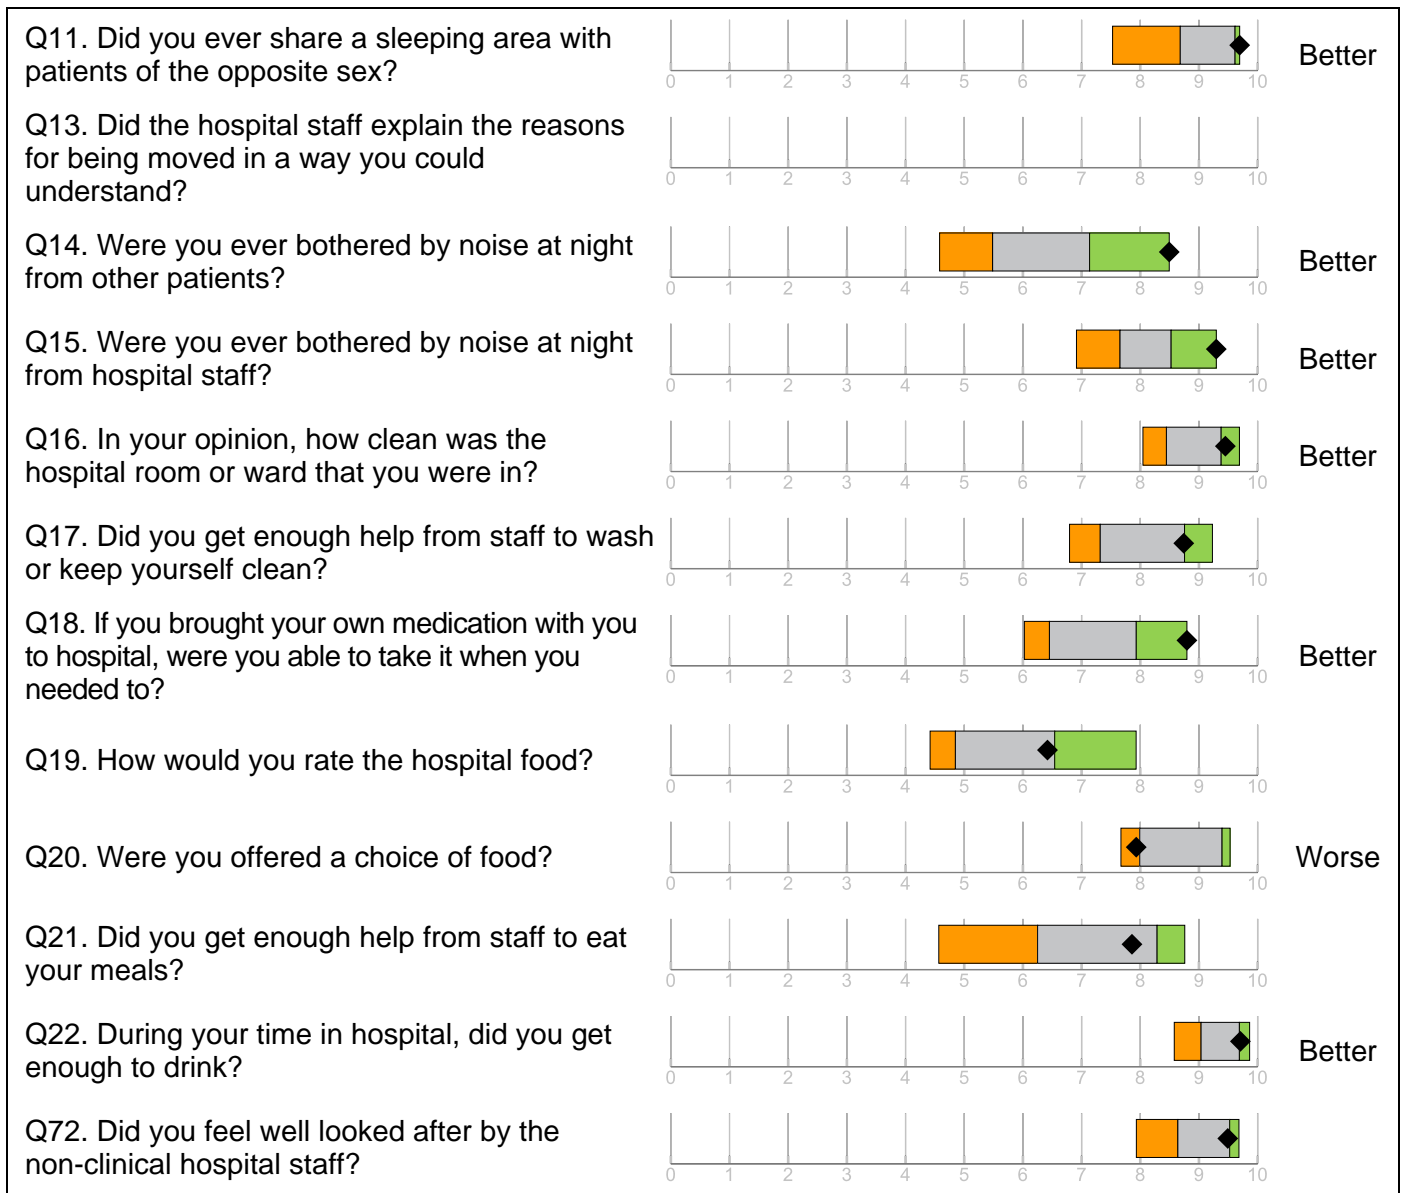 Q11. Did you ever share a sleeping area with
patients of the opposite sex?
0 1 2 3 4 5 6 7 8 9 10
Better
Q13. Did the hospital staff explain the reasons
for being moved in a way you could
understand?
0 1 2 3 4 5 6 7 8 9 10
Q14. Were you ever bothered by noise at night
from other patients?
0 1 2 3 4 5 6 7 8 9 10
Better
Q15. Were you ever bothered by noise at night
from hospital staff?
0 1 2 3 4 5 6 7 8 9 10
Better
Q16. In your opinion, how clean was the
hospital room or ward that you were in?
0 1 2 3 4 5 6 7 8 9 10
Better
Q17. Did you get enough help from staff to wash
or keep yourself clean?
0 1 2 3 4 5 6 7 8 9 10
Q18. If you brought your own medication with you
to hospital, were you able to take it when you
needed to?
0 1 2 3 4 5 6 7 8 9 10
Better
Q19. How would you rate the hospital food?
0 1 2 3 4 5 6 7 8 9 10
Q20. Were you offered a choice of food?
0 1 2 3 4 5 6 7 8 9 10
Worse
Q21. Did you get enough help from staff to eat
your meals?
0 1 2 3 4 5 6 7 8 9 10
Q22. During your time in hospital, did you get
enough to drink?
0 1 2 3 4 5 6 7 8 9 10
Better
Q72. Did you feel well looked after by the
non-clinical hospital staff?
0 1 2 3 4 5 6 7 8 9 10